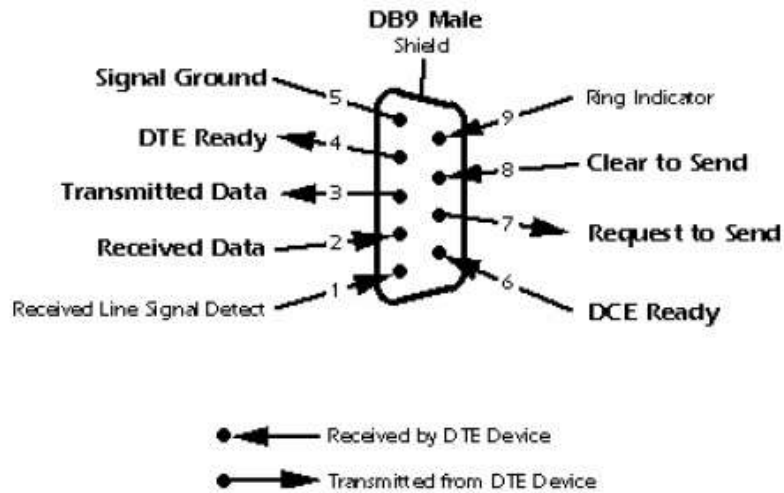 DB9 Male
Shield
Signal Ground
5
DTE Ready
4
Transmitted Data
3
Received Data
2
Received Line Signal Detect
1
9
Ring Indicator
8
Clear to Send
7
Request to Send
6
DCE Ready
Received by DTE Device
Transmitted from DTE Device